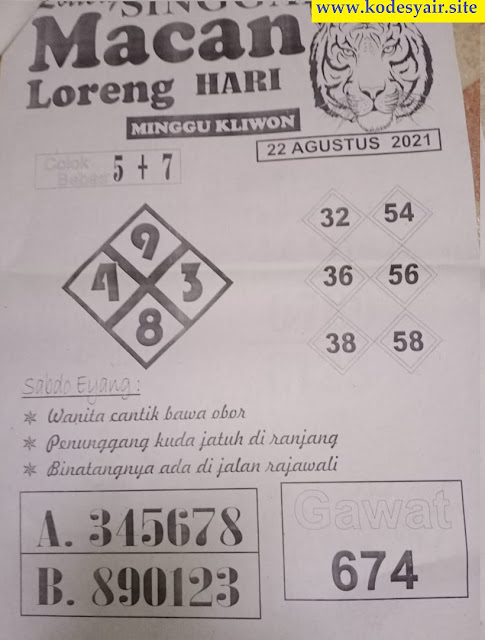 www.kodesyair.site
Macan
Loreng HARI
MINGGU KLIWON
22 AGUSTUS 2021
Colok
Bebas
5 + 7
9
4 3
8
32 54
36 56
38 58
Sabdo Eyang :
* Wanita cantik bawa obor
* Penunggang kuda jatuh di ranjang
* Binatangnya ada di jalan rajawali
A. 345678
B. 890123
Gawat
674